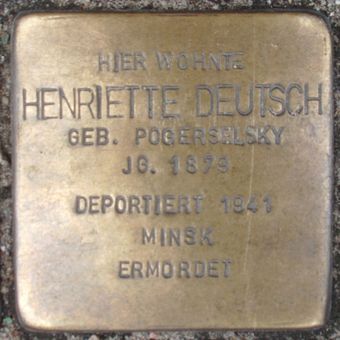 HIER WOHNTE
HENRIETTE DEUTSCH
GEB. POGERSELSKY
JG. 1879
DEPORTIERT 1941
MINSK
ERMORDET